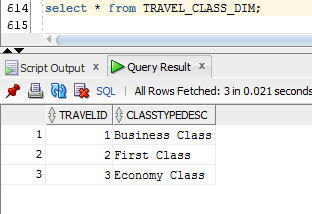 614 select * from TRAVEL_CLASS_DIM;
615
Script Output × Query Result ×
SQL | All Rows Fetched: 3 in 0.021 seconds
TRAVELID CLASSTYPEDESC
1 1 Business Class
2 2 First Class
3 3 Economy Class